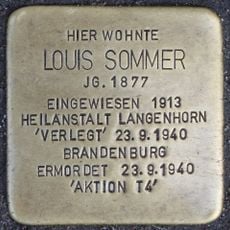 HIER WOHNTE
LOUIS SOMMER
JG. 1877
EINGEWIESEN 1913
HEILANSTALT LANGENHORN
'VERLEGT' 23.9.1940
BRANDENBURG
ERMORDET 23.9.1940
'AKTION T4'